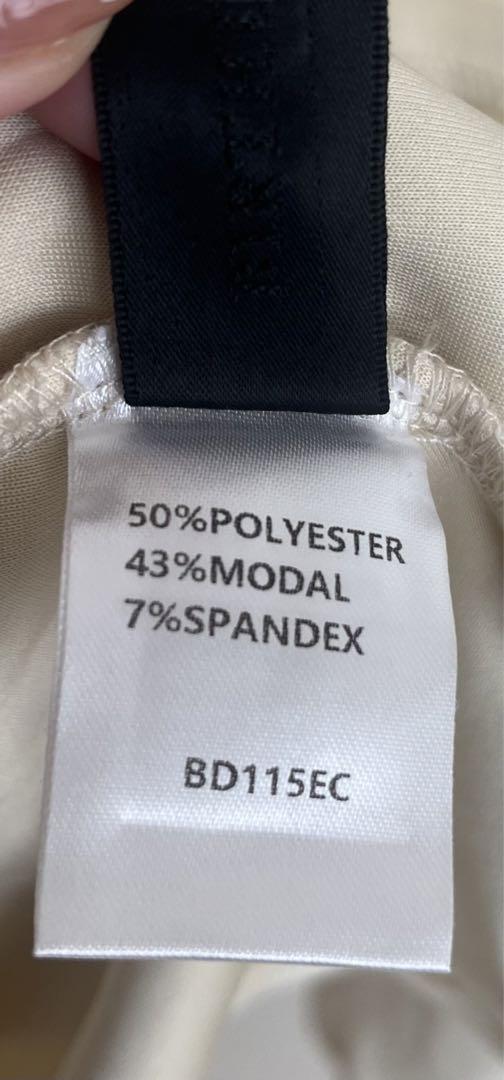 50%POLYESTER
43%MODAL
7%SPANDEX
BD115EC